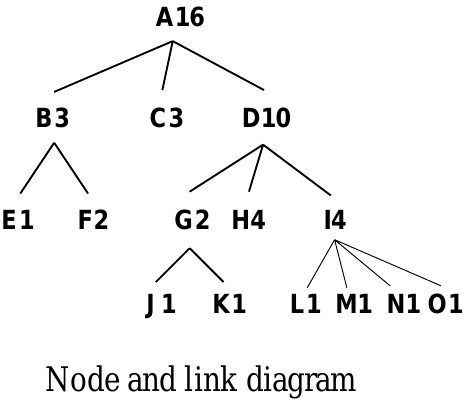 A16
B3 C3 D10
E1 F2 G2 H4 I4
J1 K1 L1 M1 N1 O1
Node and link diagram